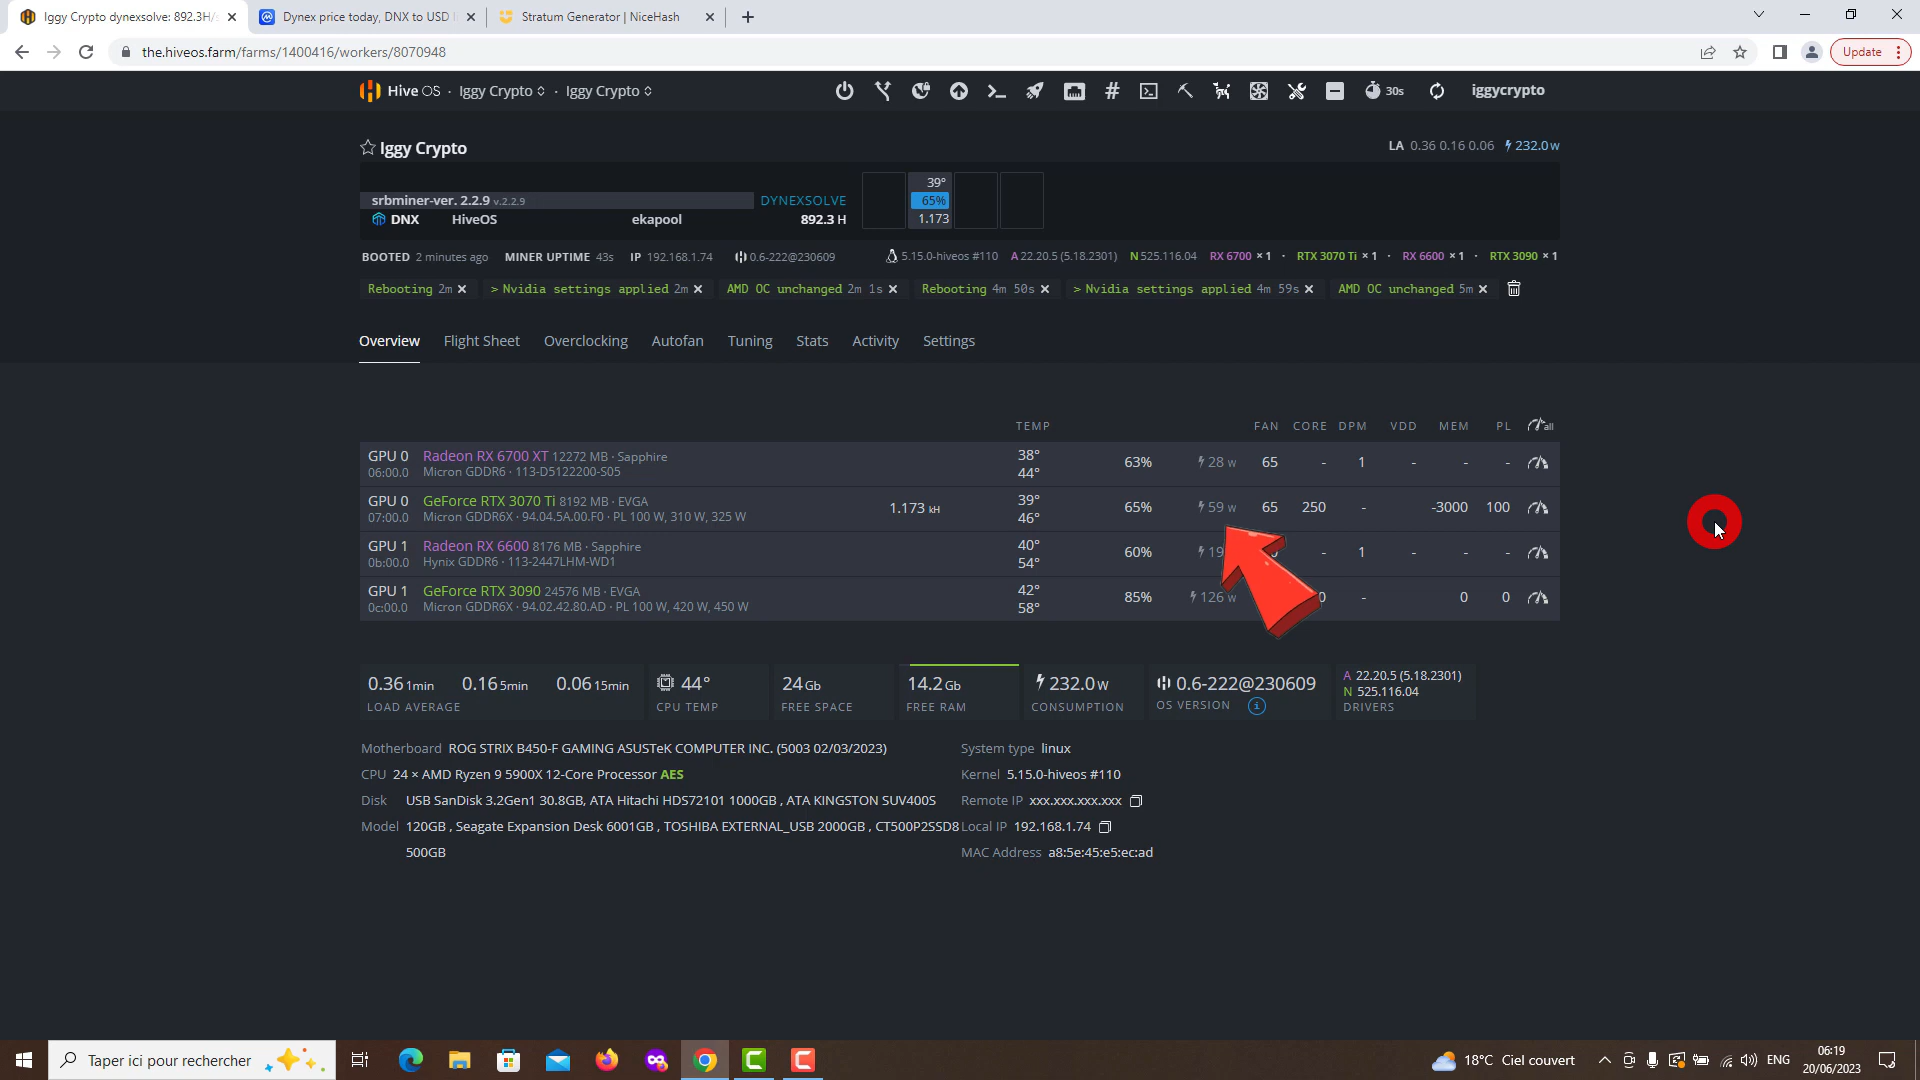 Iggy Crypto dynexsolve: 892.3H/s
Dynex price today, DNX to USD l
Stratum Generator | NiceHash
the.hiveos.farm/farms/1400416/workers/8070948
Update
Hive OS · Iggy Crypto · Iggy Crypto
30s
iggycrypto
Iggy Crypto
LA 0.36 0.16 0.06 232.0 W
srbminer-ver. 2.2.9 v.2.2.9
DYNEXSOLVE
DNX HiveOS ekapool 892.3 H
39°
65%
1.173
BOOTED 2 minutes ago MINER UPTIME 43s IP 192.168.1.74 0.6-222@230609
5.15.0-hiveos #110 A 22.20.5 (5.18.2301) N 525.116.04 RX 6700 × 1 · RTX 3070 Ti × 1 · RX 6600 × 1 · RTX 3090 × 1
Rebooting 2m × > Nvidia settings applied 2m × AMD OC unchanged 2m 1s × Rebooting 4m 50s × > Nvidia settings applied 4m 59s × AMD OC unchanged 5m ×
Overview Flight Sheet Overclocking Autofan Tuning Stats Activity Settings
TEMP FAN CORE DPM VDD MEM PL all
GPU 0 Radeon RX 6700 XT 12272 MB · Sapphire 38° 63% 28 W 65 - 1 - - -
06:00.0 Micron GDDR6 · 113-D5122200-S05 44°
GPU 0 GeForce RTX 3070 Ti 8192 MB · EVGA 1.173 kH 39° 65% 59 W 65 250 - -3000 100
07:00.0 Micron GDDR6X · 94.04.5A.00.F0 · PL 100 W, 310 W, 325 W 46°
GPU 1 Radeon RX 6600 8176 MB · Sapphire 40° 60% 19 - 1 - - -
0b:00.0 Hynix GDDR6 · 113-2447LHM-WD1 54°
GPU 1 GeForce RTX 3090 24576 MB · EVGA 42° 85% 126 W 0 - 0 0
0c:00.0 Micron GDDR6X · 94.02.42.80.AD · PL 100 W, 420 W, 450 W 58°
0.36 1min 0.16 5min 0.06 15min
LOAD AVERAGE
44°
CPU TEMP
24 Gb
FREE SPACE
14.2 Gb
FREE RAM
232.0 W
CONSUMPTION
0.6-222@230609
OS VERSION
A 22.20.5 (5.18.2301)
N 525.116.04
DRIVERS
Motherboard ROG STRIX B450-F GAMING ASUSTeK COMPUTER INC. (5003 02/03/2023)
CPU 24 × AMD Ryzen 9 5900X 12-Core Processor AES
Disk USB SanDisk 3.2Gen1 30.8GB, ATA Hitachi HDS72101 1000GB , ATA KINGSTON SUV400S
Model 120GB , Seagate Expansion Desk 6001GB , TOSHIBA EXTERNAL_USB 2000GB , CT500P2SSD8
500GB
System type linux
Kernel 5.15.0-hiveos #110
Remote IP xxx.xxx.xxx.xxx
Local IP 192.168.1.74
MAC Address a8:5e:45:e5:ec:ad
Taper ici pour rechercher
18°C Ciel couvert
ENG
06:19
20/06/2023